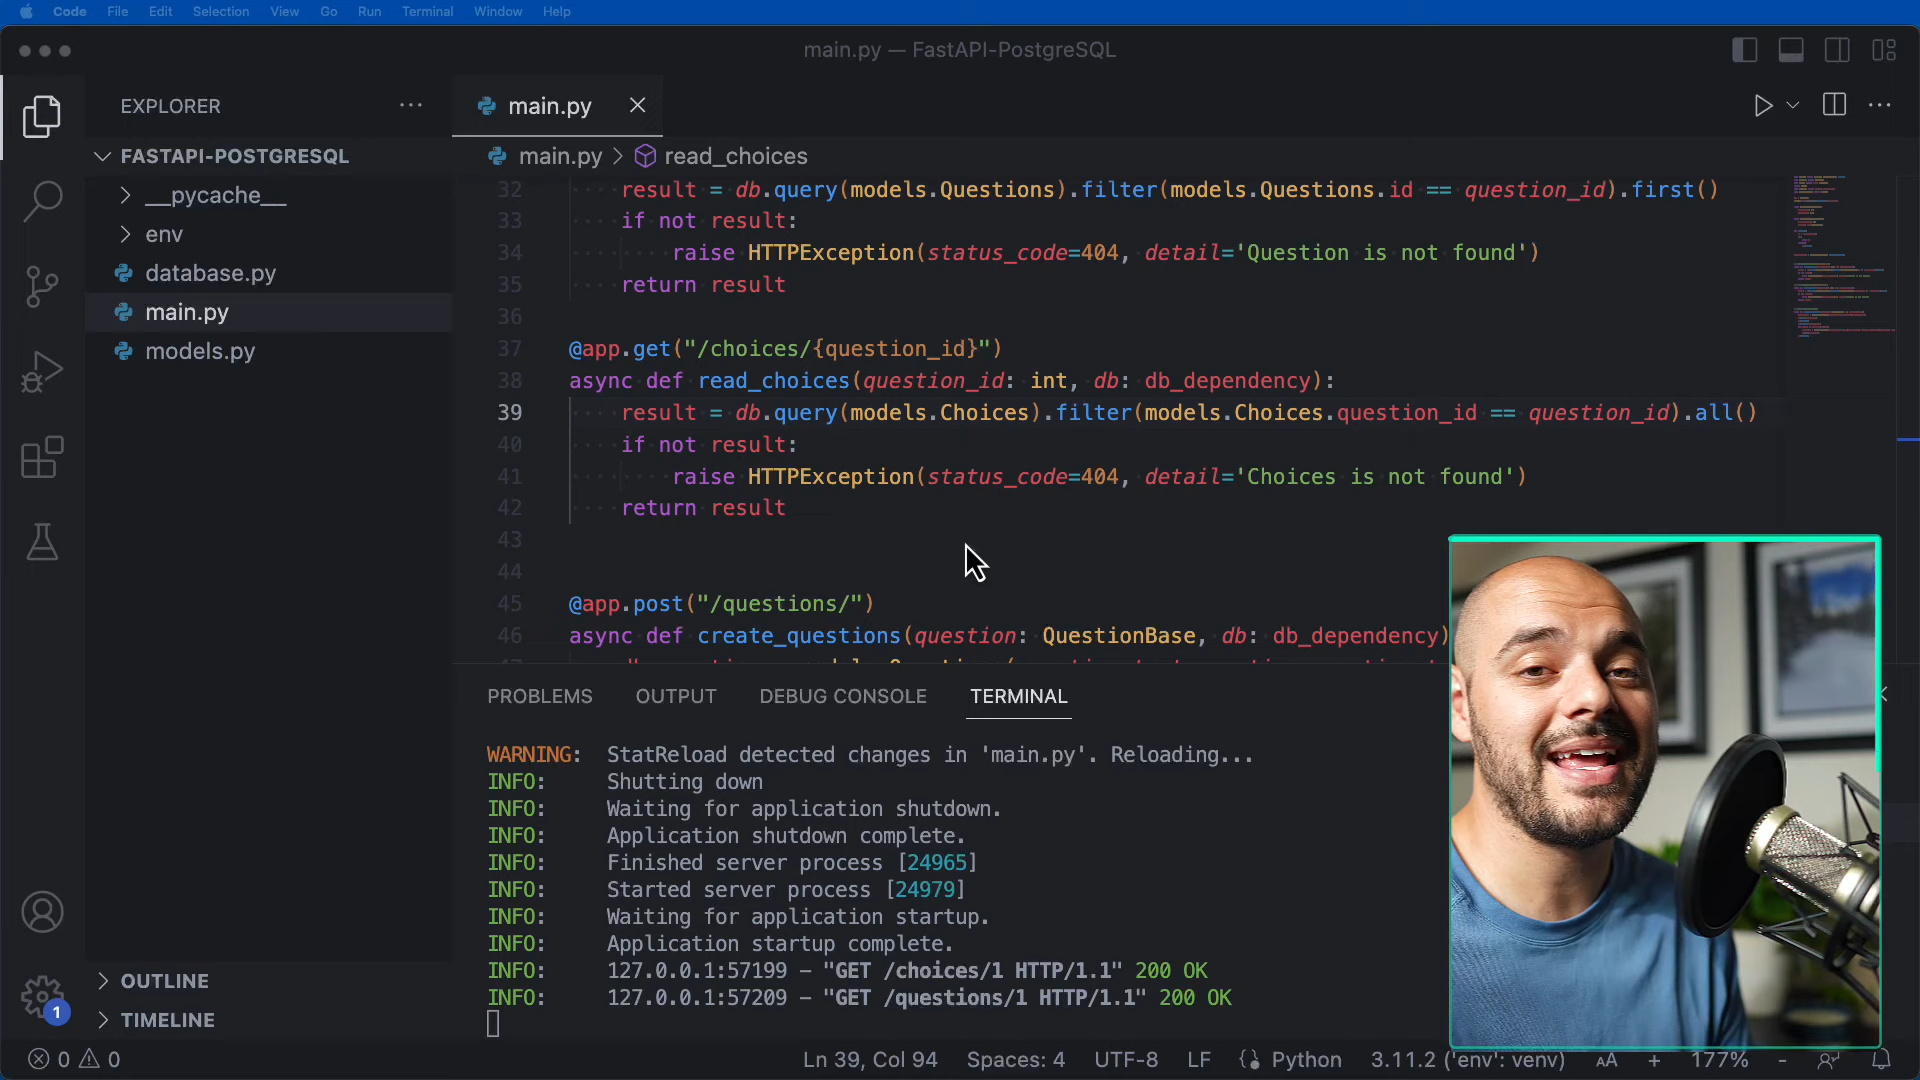 Code File Edit Selection View Go Run Terminal Window Help
main.py — FastAPI-PostgreSQL
EXPLORER
FASTAPI-POSTGRESQL
__pycache__
env
database.py
main.py
models.py
OUTLINE
TIMELINE
1
main.py
main.py > read_choices
32 result = db.query(models.Questions).filter(models.Questions.id == question_id).first()
33 if not result:
34 raise HTTPException(status_code=404, detail='Question is not found')
35 return result
36
37 @app.get("/choices/{question_id}")
38 async def read_choices(question_id: int, db: db_dependency):
39 result = db.query(models.Choices).filter(models.Choices.question_id == question_id).all()
40 if not result:
41 raise HTTPException(status_code=404, detail='Choices is not found')
42 return result
43
44
45 @app.post("/questions/")
46 async def create_questions(question: QuestionBase, db: db_dependency)
PROBLEMS OUTPUT DEBUG CONSOLE TERMINAL
WARNING: StatReload detected changes in 'main.py'. Reloading...
INFO: Shutting down
INFO: Waiting for application shutdown.
INFO: Application shutdown complete.
INFO: Finished server process [24965]
INFO: Started server process [24979]
INFO: Waiting for application startup.
INFO: Application startup complete.
INFO: 127.0.0.1:57199 - "GET /choices/1 HTTP/1.1" 200 OK
INFO: 127.0.0.1:57209 - "GET /questions/1 HTTP/1.1" 200 OK
0 0 Ln 39, Col 94 Spaces: 4 UTF-8 LF Python 3.11.2 ('env': venv) AA + 177% -